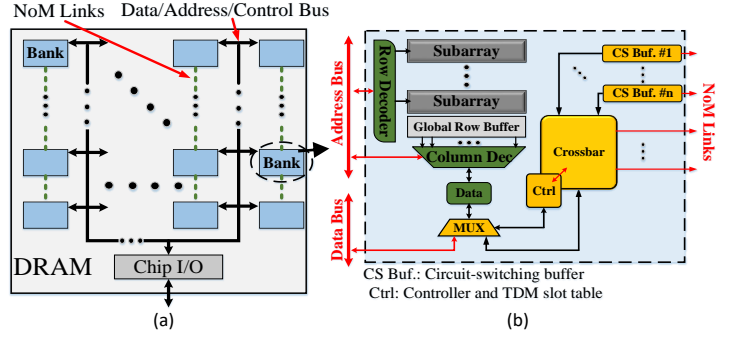 NoM Links
Data/Address/Control Bus
Bank
Bank
DRAM
Chip I/O
(a)
Address Bus
Data Bus
Row Decoder
Subarray
Subarray
Global Row Buffer
Column Dec
Data
MUX
CS Buf. #1
CS Buf. #n
Crossbar
Ctrl
NoM Links
CS Buf.: Circuit-switching buffer
Ctrl: Controller and TDM slot table
(b)